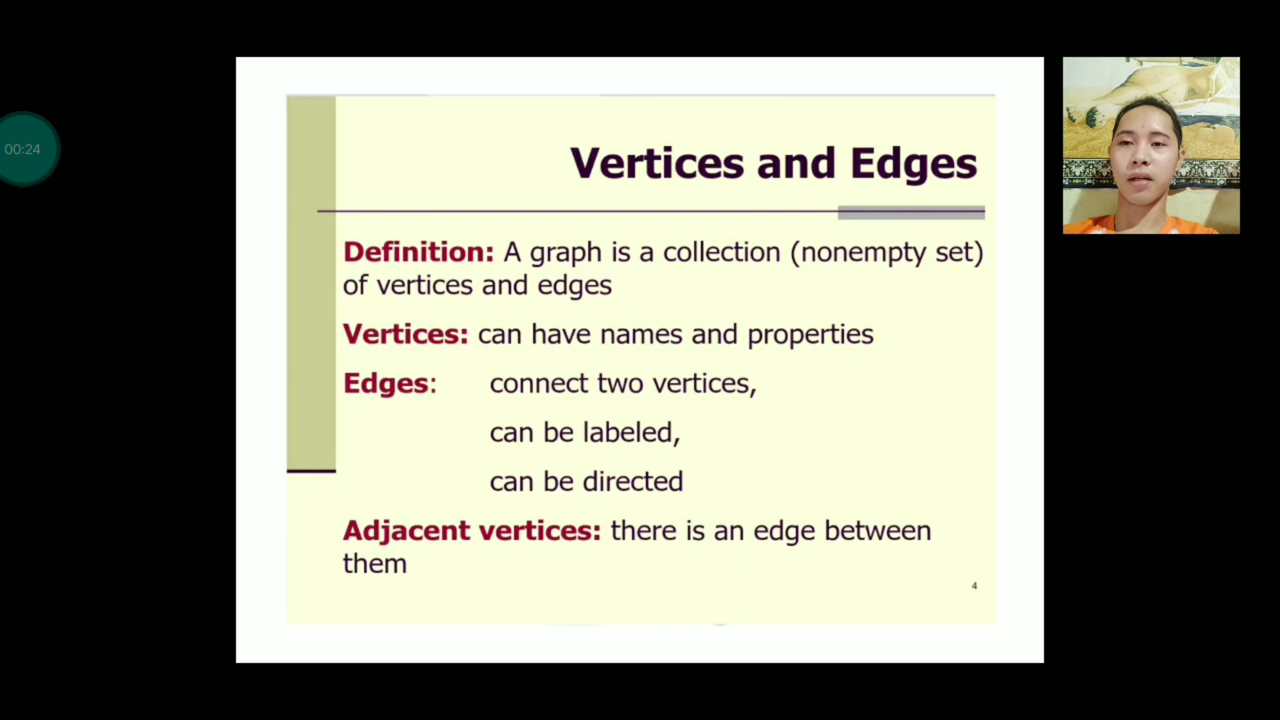 00:24
Vertices and Edges
Definition: A graph is a collection (nonempty set)
of vertices and edges
Vertices: can have names and properties
Edges: connect two vertices,
can be labeled,
can be directed
Adjacent vertices: there is an edge between
them
4